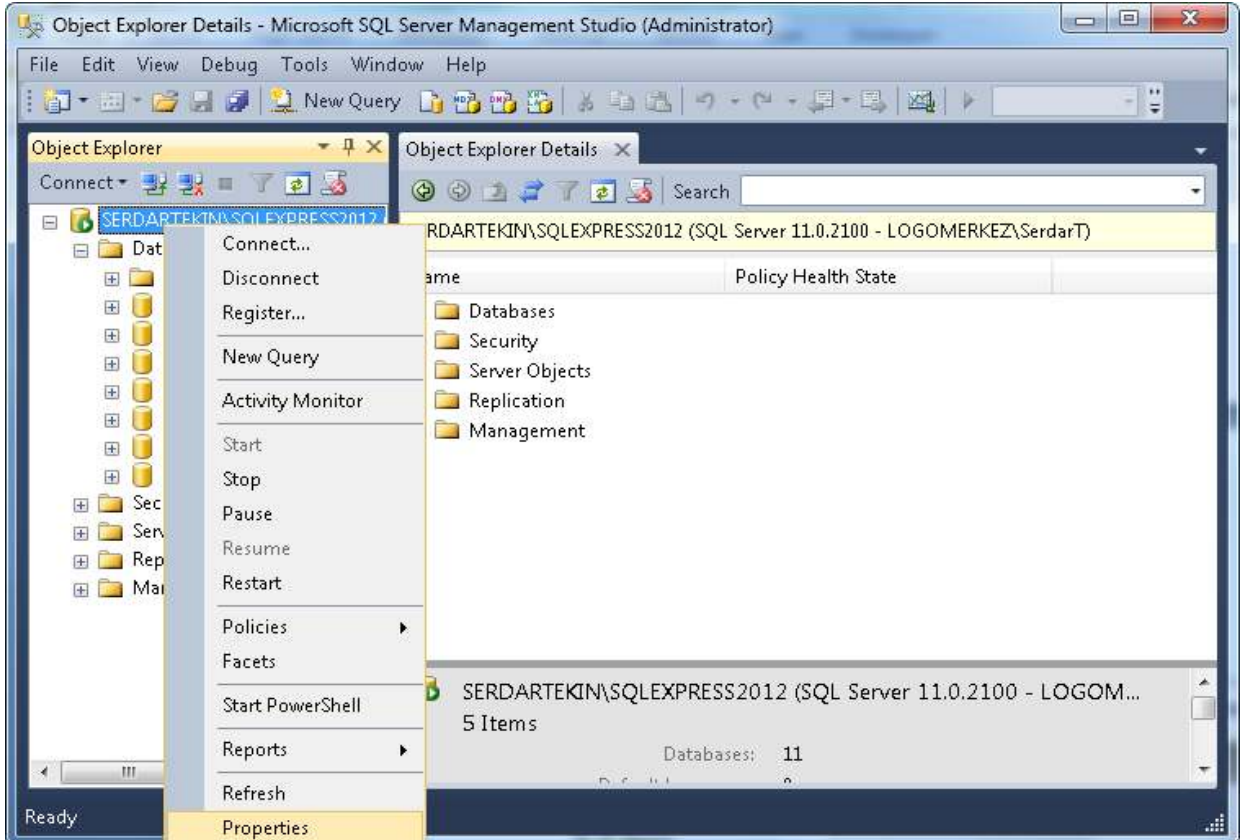 Object Explorer Details - Microsoft SQL Server Management Studio (Administrator)
File Edit View Debug Tools Window Help
New Query
Object Explorer
Connect
SERDARTEKIN\SQLEXPRESS2012
Dat
Sec
Serv
Rep
Mar
Connect...
Disconnect
Register...
New Query
Activity Monitor
Start
Stop
Pause
Resume
Restart
Policies
Facets
Start PowerShell
Reports
Refresh
Properties
Object Explorer Details
Search
RDARTEKIN\SQLEXPRESS2012 (SQL Server 11.0.2100 - LOGOMERKEZ\SerdarT)
ame Policy Health State
Databases
Security
Server Objects
Replication
Management
SERDARTEKIN\SQLEXPRESS2012 (SQL Server 11.0.2100 - LOGOM...
5 Items
Databases: 11
Ready